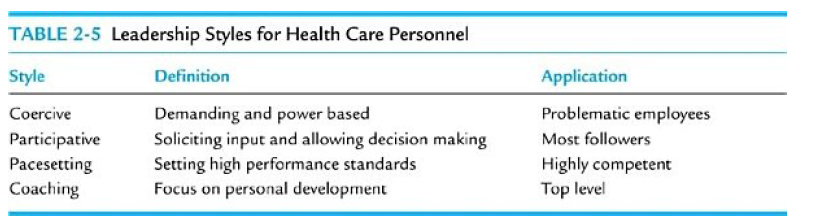 TABLE 2-5 Leadership Styles for Health Care Personnel
Style Definition Application
Coercive Demanding and power based Problematic employees
Participative Soliciting input and allowing decision making Most followers
Pacesetting Setting high performance standards Highly competent
Coaching Focus on personal development Top level